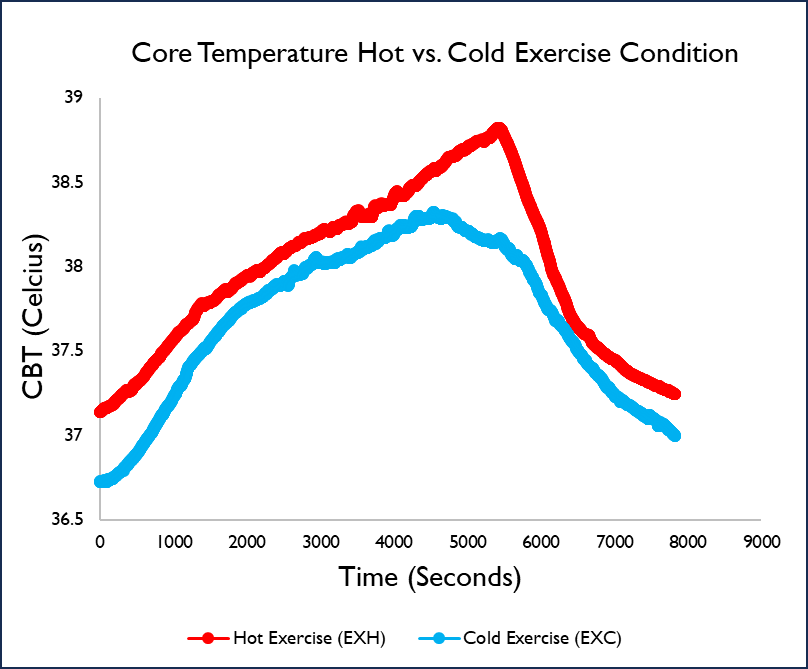 Core Temperature Hot vs. Cold Exercise Condition
39
38.5
38
37.5
37
36.5
CBT (Celcius)
0 1000 2000 3000 4000 5000 6000 7000 8000 9000
Time (Seconds)
Hot Exercise (EXH) Cold Exercise (EXC)